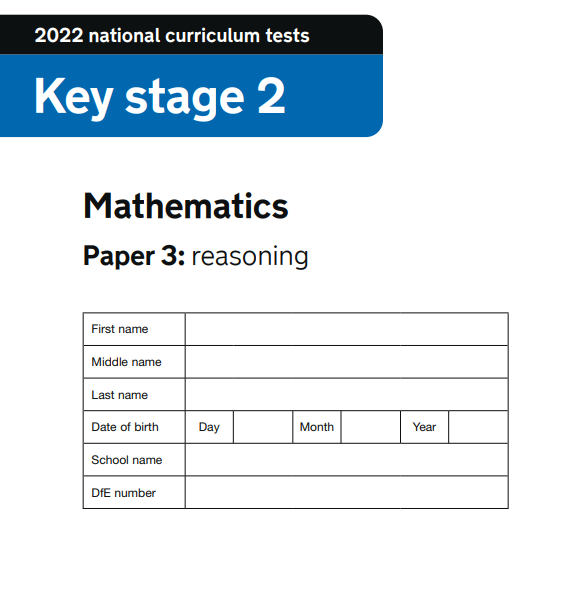 2022 national curriculum tests
Key stage 2
Mathematics
Paper 3: reasoning
First name
Middle name
Last name
Date of birth Day Month Year
School name
DfE number